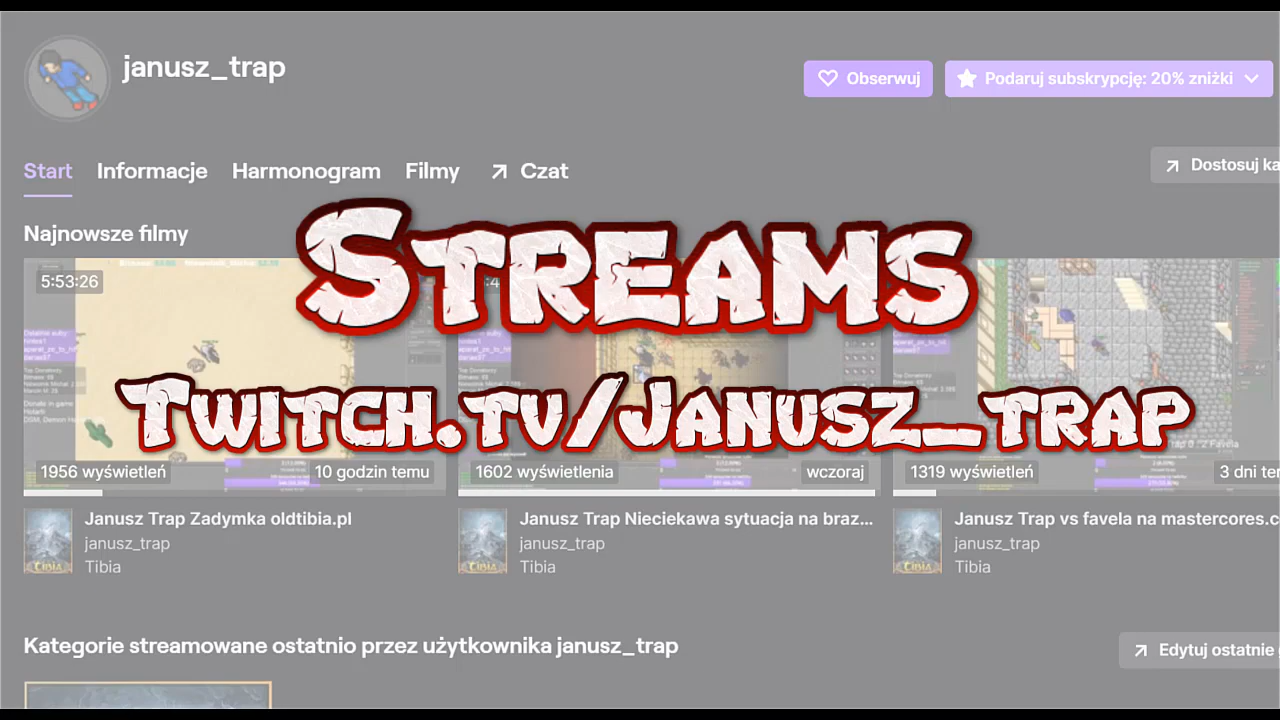 janusz_trap
Obserwuj
Podaruj subskrypcję: 20% zniżki
Start Informacje Harmonogram Filmy Czat
Dostosuj ka
Najnowsze filmy
Streams
5:53:26
Twitch.tv/Janusz_trap
1956 wyświetleń
10 godzin temu
1602 wyświetlenia
wczoraj
1319 wyświetleń
3 dni te
Janusz Trap Zadymka oldtibia.pl
janusz_trap
Tibia
Janusz Trap Nieciekawa sytuacja na braz...
janusz_trap
Tibia
Janusz Trap vs favela na mastercores.c
janusz_trap
Tibia
Kategorie streamowane ostatnio przez użytkownika janusz_trap
Edytuj ostatnie